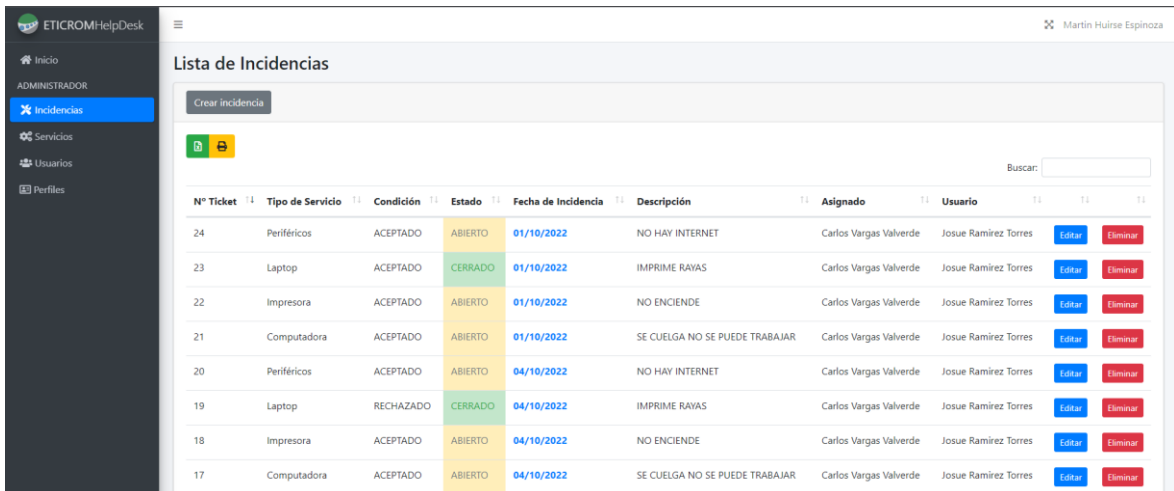 ETICROMHelpDesk
Martin Huirse Espinoza
Inicio
ADMINISTRADOR
Incidencias
Servicios
Usuarios
Perfiles
Lista de Incidencias
Crear incidencia
Buscar:
Nº Ticket Tipo de Servicio Condición Estado Fecha de Incidencia Descripción Asignado Usuario
24 Periféricos ACEPTADO ABIERTO 01/10/2022 NO HAY INTERNET Carlos Vargas Valverde Josue Ramirez Torres Editar Eliminar
23 Laptop ACEPTADO CERRADO 01/10/2022 IMPRIME RAYAS Carlos Vargas Valverde Josue Ramirez Torres Editar Eliminar
22 Impresora ACEPTADO ABIERTO 01/10/2022 NO ENCIENDE Carlos Vargas Valverde Josue Ramirez Torres Editar Eliminar
21 Computadora ACEPTADO ABIERTO 01/10/2022 SE CUELGA NO SE PUEDE TRABAJAR Carlos Vargas Valverde Josue Ramirez Torres Editar Eliminar
20 Periféricos ACEPTADO ABIERTO 04/10/2022 NO HAY INTERNET Carlos Vargas Valverde Josue Ramirez Torres Editar Eliminar
19 Laptop RECHAZADO CERRADO 04/10/2022 IMPRIME RAYAS Carlos Vargas Valverde Josue Ramirez Torres Editar Eliminar
18 Impresora ACEPTADO ABIERTO 04/10/2022 NO ENCIENDE Carlos Vargas Valverde Josue Ramirez Torres Editar Eliminar
17 Computadora ACEPTADO ABIERTO 04/10/2022 SE CUELGA NO SE PUEDE TRABAJAR Carlos Vargas Valverde Josue Ramirez Torres Editar Eliminar